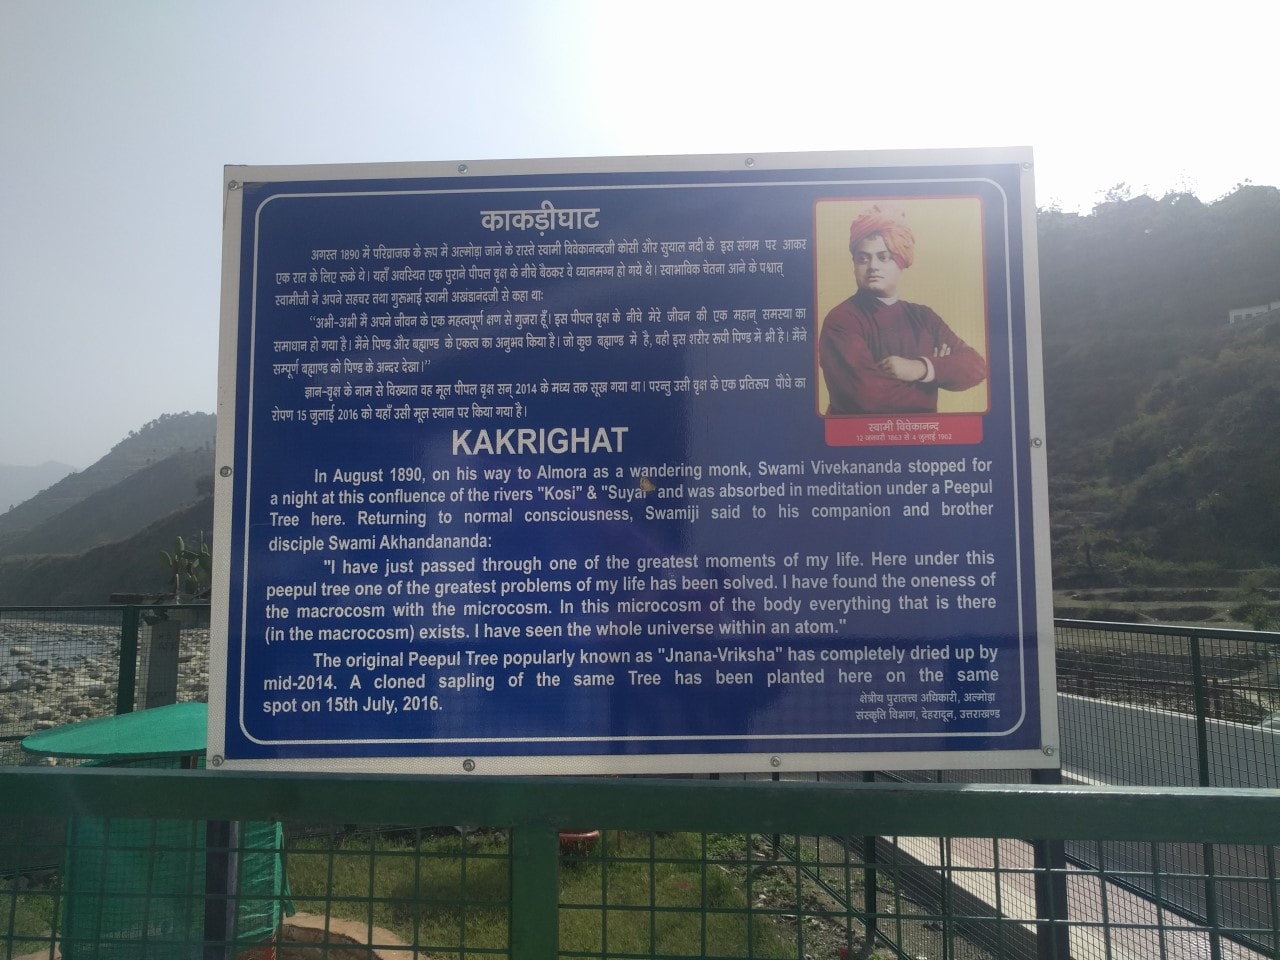 काकड़ीघाट
अगस्त 1890 में परिव्राजक के रूप में अल्मोड़ा जाने के रास्ते स्वामी विवेकानन्दजी कोसी और सुयाल नदी के इस संगम पर आकर
एक रात के लिए रूके थे। यहाँ अवस्थित एक पुराने पीपल वृक्ष के नीचे बैठकर वे ध्यानमग्न हो गये थे। स्वाभाविक चेतना आने के पश्चात्
स्वामीजी ने अपने सहचर तथा गुरूभाई स्वामी अखंडानंदजी से कहा थाः
“अभी-अभी मैं अपने जीवन के एक महत्वपूर्ण क्षण से गुजरा हूँ। इस पीपल वृक्ष के नीचे मेरे जीवन की एक महान् समस्या का
समाधान हो गया है। मैंने पिण्ड और बह्माण्ड के एकत्व का अनुभव किया है। जो कुछ बह्माण्ड में है, वही इस शरीर रूपी पिण्ड में भी है। मैंने
सम्पूर्ण बह्माण्ड को पिण्ड के अन्दर देखा।”
ज्ञान-वृक्ष के नाम से विख्यात वह मूल पीपल वृक्ष सन् 2014 के मध्य तक सूख गया था। परन्तु उसी वृक्ष के एक प्रतिरूप पौधे का
रोपण 15 जुलाई 2016 को यहाँ उसी मूल स्थान पर किया गया है।
स्वामी विवेकानन्द
12 जनवरी 1863 से 4 जुलाई 1902
KAKRIGHAT
In August 1890, on his way to Almora as a wandering monk, Swami Vivekananda stopped for
a night at this confluence of the rivers "Kosi" & "Suyal" and was absorbed in meditation under a Peepul
Tree here. Returning to normal consciousness, Swamiji said to his companion and brother
disciple Swami Akhandananda:
"I have just passed through one of the greatest moments of my life. Here under this
peepul tree one of the greatest problems of my life has been solved. I have found the oneness of
the macrocosm with the microcosm. In this microcosm of the body everything that is there
(in the macrocosm) exists. I have seen the whole universe within an atom."
The original Peepul Tree popularly known as "Jnana-Vriksha" has completely dried up by
mid-2014. A cloned sapling of the same Tree has been planted here on the same
spot on 15th July, 2016.
क्षेत्रीय पुरातत्त्व अधिकारी, अल्मोड़ा
संस्कृति विभाग, देहरादून, उत्तराखण्ड